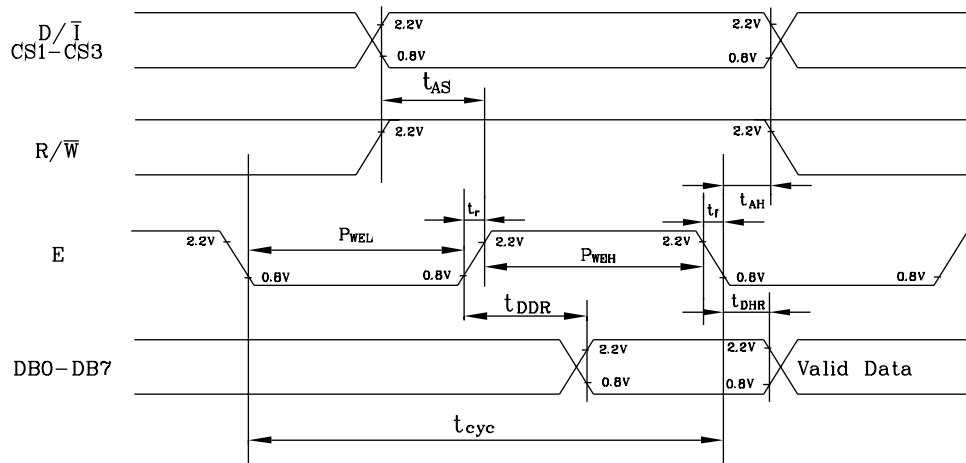 D/I̅
CS1-CS3
2.2V
0.8V
2.2V
0.8V
tAS
R/W̅
2.2V
2.2V
tAH
tr
tf
E
2.2V
PWEL
2.2V
2.2V
0.8V
0.8V
PWEH
0.8V
0.8V
tDDR
tDHR
DB0-DB7
2.2V
0.8V
2.2V
0.8V
Valid Data
tcyc